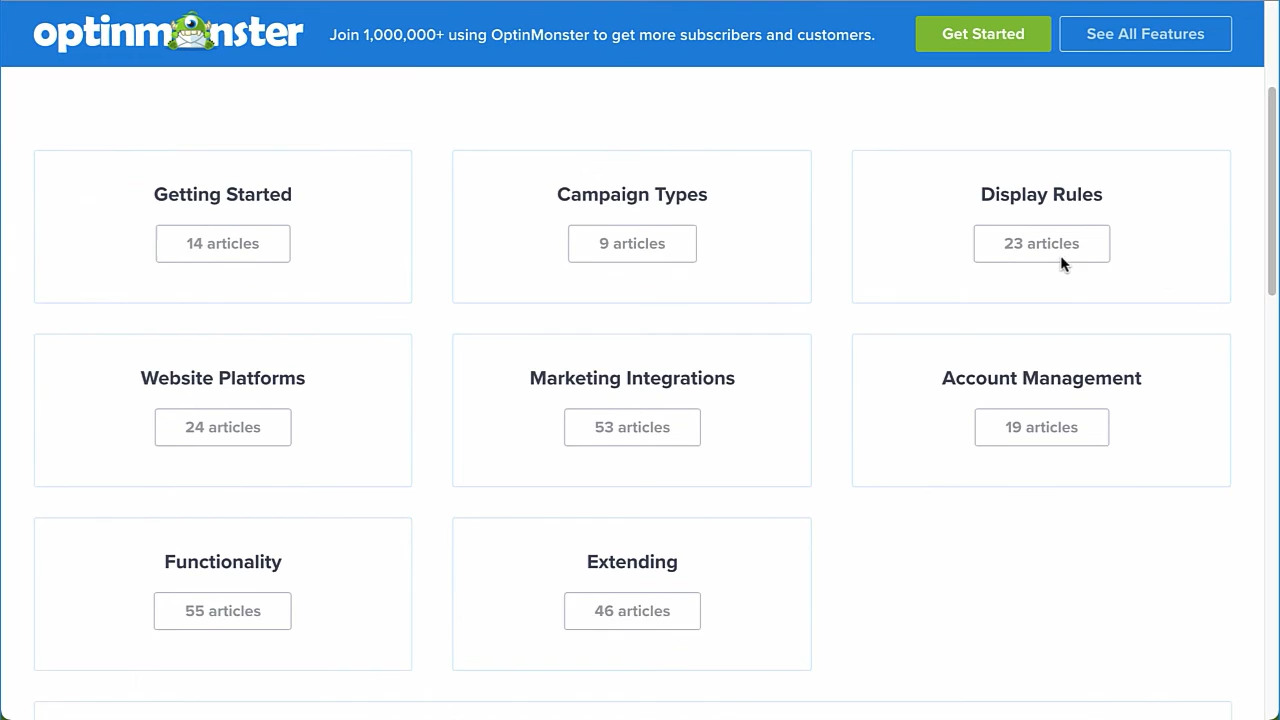 optinmonster
Join 1,000,000+ using OptinMonster to get more subscribers and customers.
Get Started
See All Features
Getting Started
14 articles
Campaign Types
9 articles
Display Rules
23 articles
Website Platforms
24 articles
Marketing Integrations
53 articles
Account Management
19 articles
Functionality
55 articles
Extending
46 articles